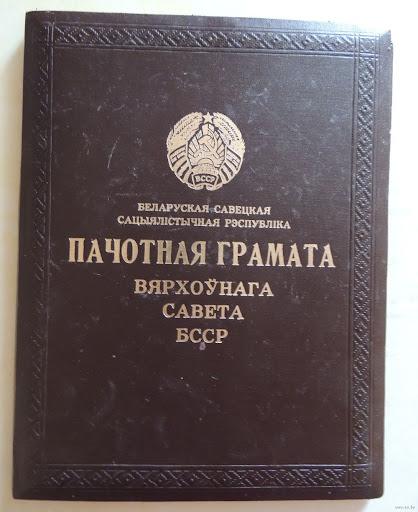 БССР
БЕЛАРУСКАЯ САВЕЦКАЯ
САЦЫЯЛІСТЫЧНАЯ РЭСПУБЛІКА
ПАЧОТНАЯ ГРАМАТА
ВЯРХОЎНАГА
САВЕТА
БССР